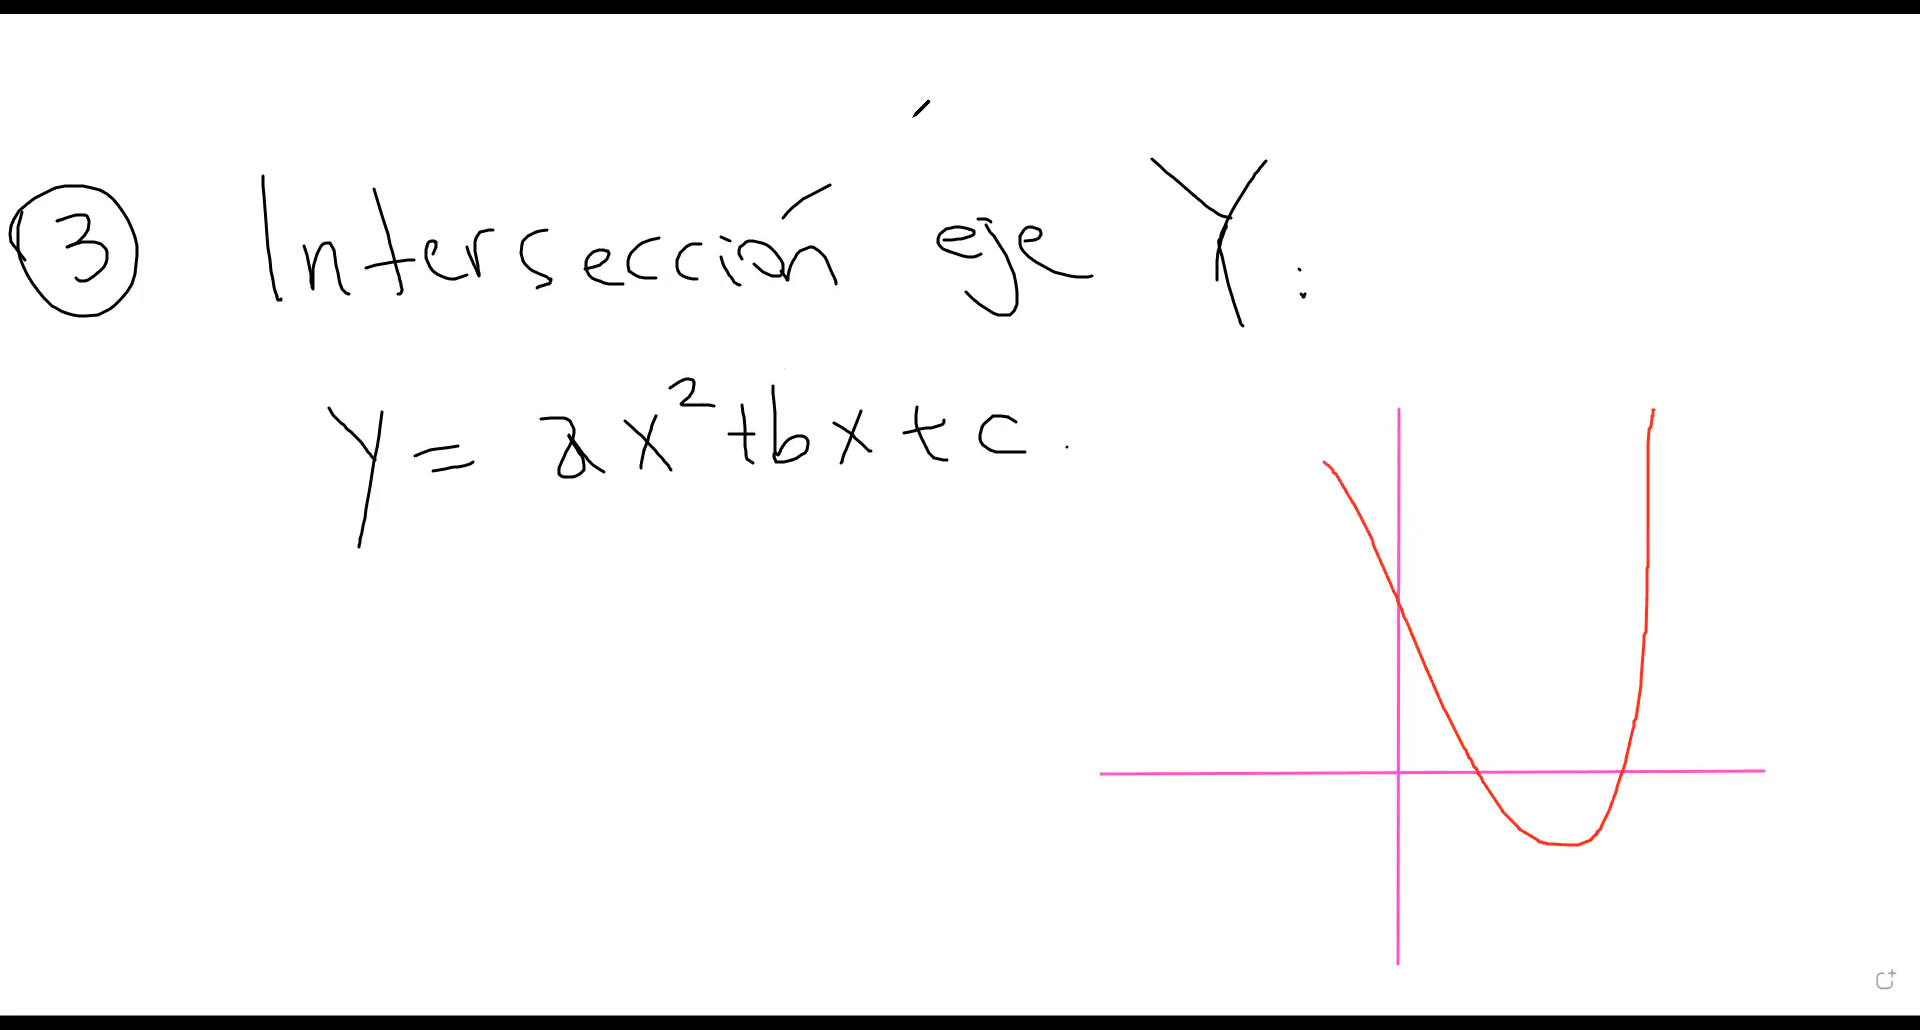 3 Intersección eje Y:
y = ax²+bx+c.